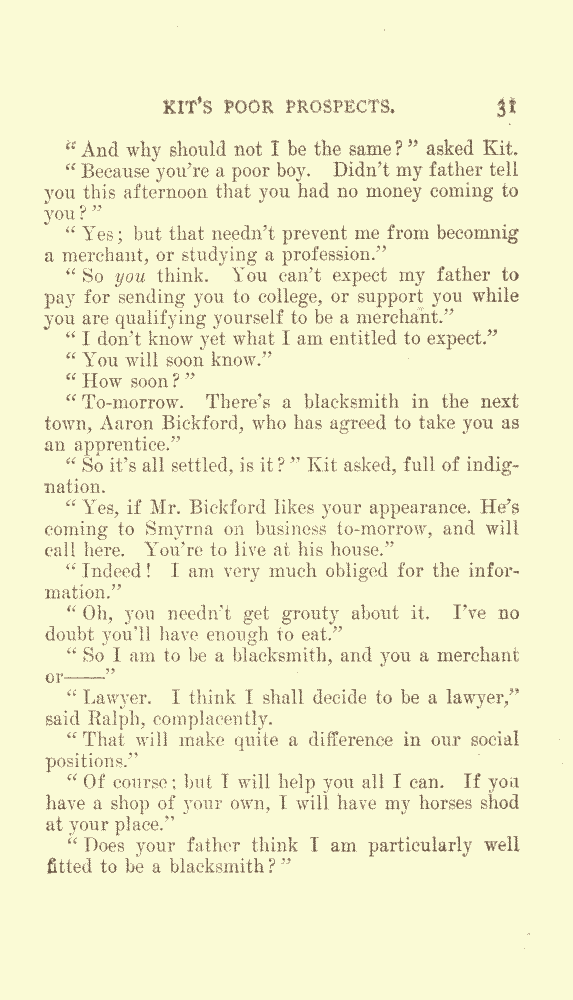 KIT'S POOR PROSPECTS. 31
“And why should not I be the same?” asked Kit.
“Because you're a poor boy. Didn't my father tell
you this afternoon that you had no money coming to
you?”
“Yes; but that needn't prevent me from becomnig
a merchant, or studying a profession.”
“So you think. You can't expect my father to
pay for sending you to college, or support you while
you are qualifying yourself to be a merchant.”
“I don't know yet what I am entitled to expect.”
“You will soon know.”
“How soon?”
“To-morrow. There's a blacksmith in the next
town, Aaron Bickford, who has agreed to take you as
an apprentice.”
“So it's all settled, is it?” Kit asked, full of indig-
nation.
“Yes, if Mr. Bickford likes your appearance. He's
coming to Smyrna on business to-morrow, and will
call here. You're to live at his house.”
“Indeed! I am very much obliged for the infor-
mation.”
“Oh, you needn't get grouty about it. I've no
doubt you'll have enough to eat.”
“So I am to be a blacksmith, and you a merchant
or——”
“Lawyer. I think I shall decide to be a lawyer,”
said Ralph, complacently.
“That will make quite a difference in our social
positions.”
“Of course; but I will help you all I can. If you
have a shop of your own, I will have my horses shod
at your place.”
“Does your father think I am particularly well
fitted to be a blacksmith?”